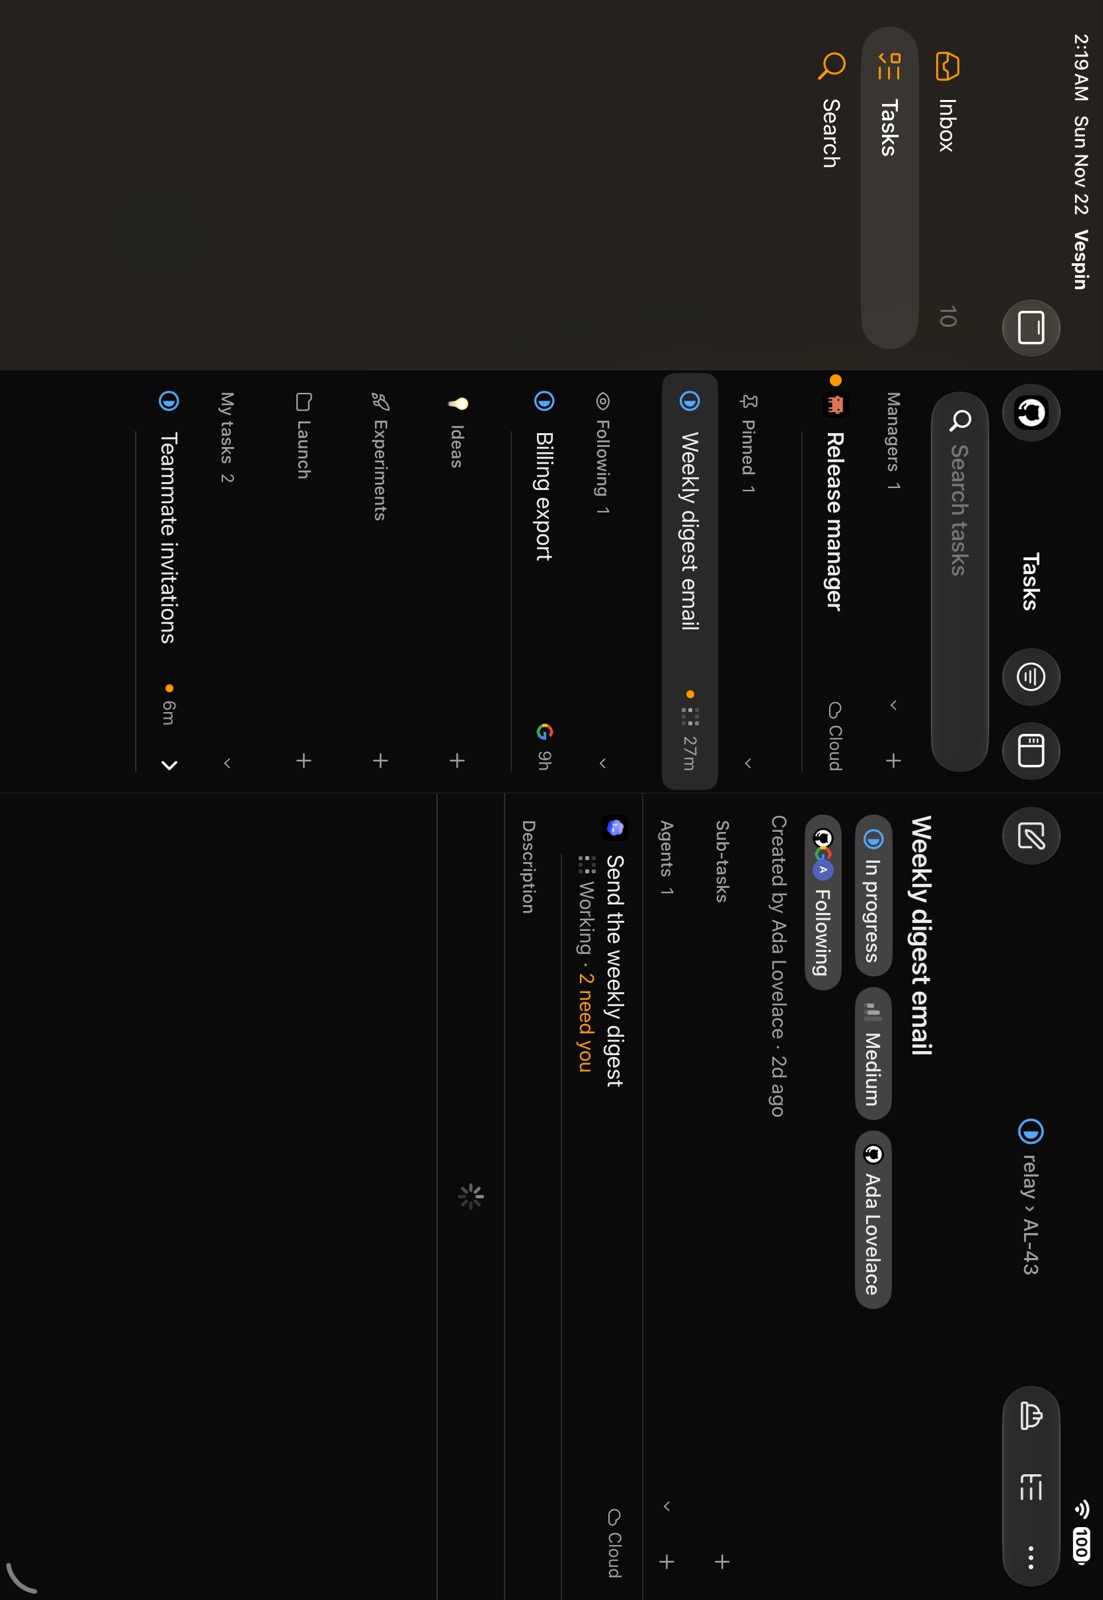 2:19 AM Sun Nov 22 Vespin
100
Inbox 10
Tasks
Search
Tasks
Search tasks
Managers 1
Release manager Cloud
Pinned 1
Weekly digest email 27m
Following 1
Billing export 9h
Ideas
Experiments
Launch
My tasks 2
Teammate invitations 6m
relay › AL-43
Weekly digest email
In progress Medium Ada Lovelace
A Following
Created by Ada Lovelace · 2d ago
Sub-tasks
Agents 1
Send the weekly digest Cloud
Working · 2 need you
Description